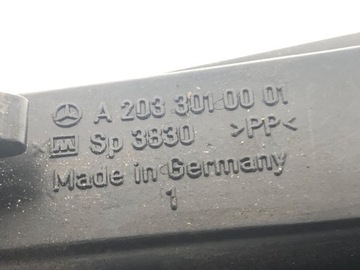 A 203 301 00 01
Sp 3830 >PP<
Made in Germany
1